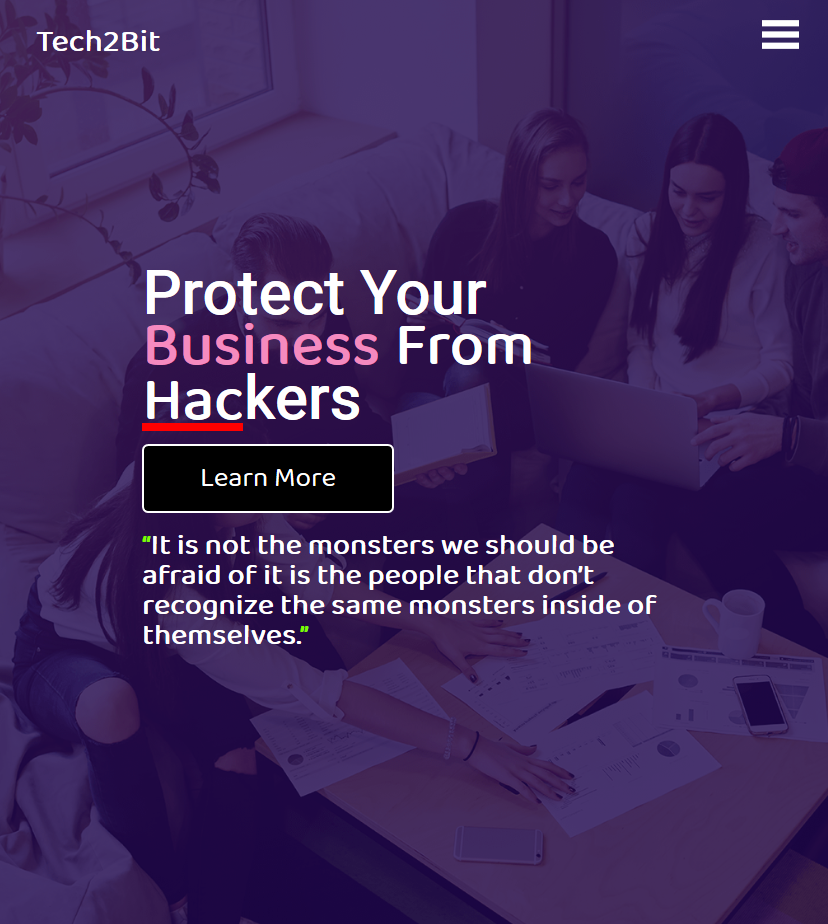 Tech2Bit
Protect Your
Business From
Hackers
Learn More
“It is not the monsters we should be
afraid of it is the people that don’t
recognize the same monsters inside of
themselves.”